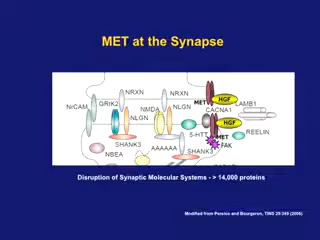 MET at the Synapse
NRXN
NRXN
GRIK2
NLGN
NLGN
NMDA
MET
HGF
CACNA1
LAMB1
NrCAM
HGF
5-HTT
MET
REELIN
FAK
SHANK3
AAAAAA
SHANK3
NBEA
Disruption of Synaptic Molecular Systems - > 14,000 proteins
Modified from Persico and Bourgeron, TINS 29:349 (2006)